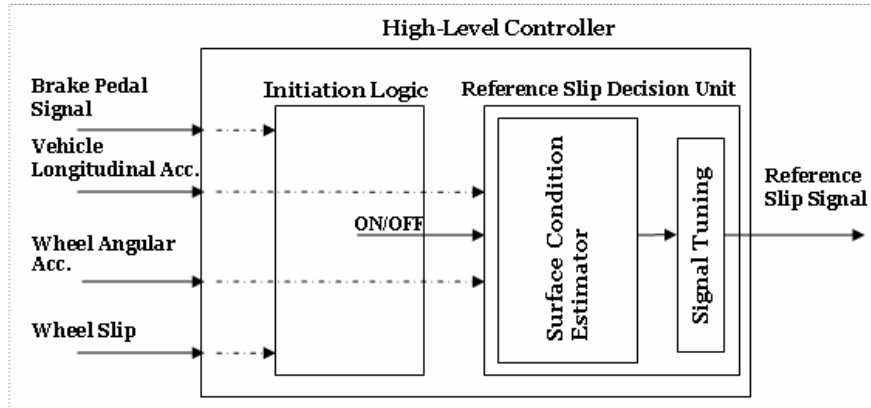 High-Level Controller
Brake Pedal
Signal
Initiation Logic
Reference Slip Decision Unit
Vehicle
Longitudinal Acc.
Reference
Slip Signal
ON/OFF
Wheel Angular
Acc.
Surface Condition
Estimator
Signal Tuning
Wheel Slip